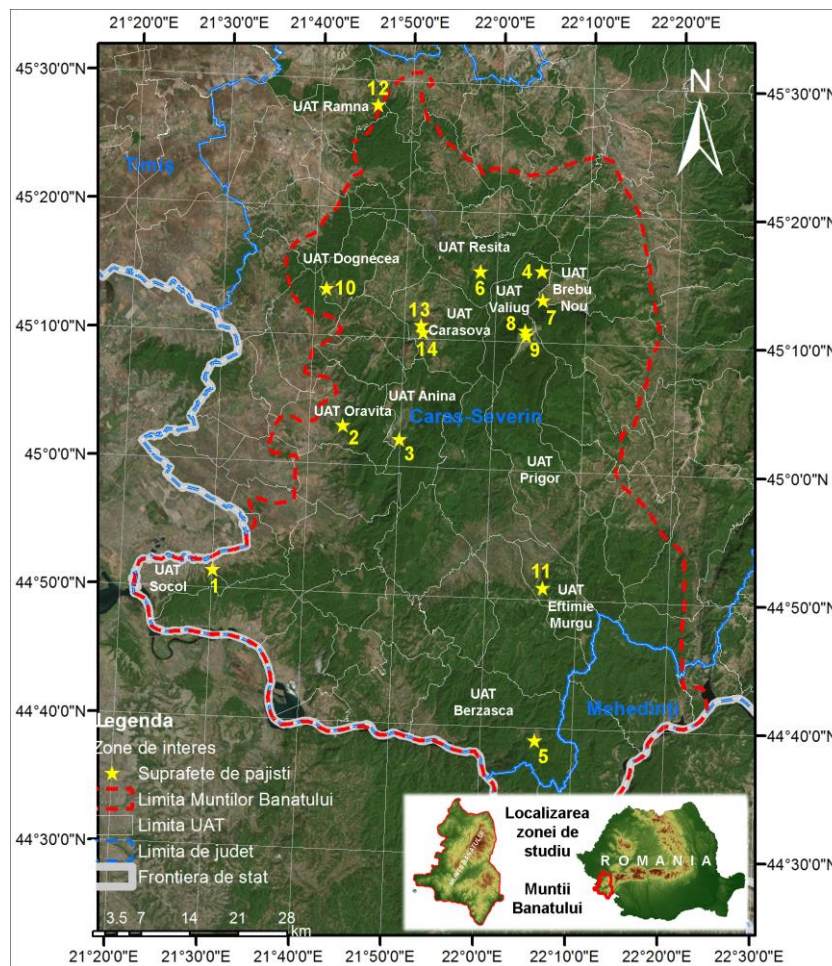 21°20'0"E 21°30'0"E 21°40'0"E 21°50'0"E 22°0'0"E 22°10'0"E 22°20'0"E
45°30'0"N
45°30'0"N
N
12
UAT Ramna
Timiș
45°20'0"N
45°20'0"N
UAT Resita
UAT Dognecea
4
UAT
Brebu
Nou
6
10
UAT
Valiug
7
13
UAT
Carasova
8
14
9
45°10'0"N
45°10'0"N
UAT Anina
UAT Oravita
Caraș-Severin
2
3
45°0'0"N
45°0'0"N
UAT
Prigor
UAT
Socol
1
11
UAT
Eftimie
Murgu
44°50'0"N
44°50'0"N
UAT
Berzasca
Mehedinți
5
44°40'0"N
44°40'0"N
Legenda
Zone de interes
Suprafete de pajisti
Limita Muntilor Banatului
Limita UAT
Limita de judet
Frontiera de stat
44°30'0"N
44°30'0"N
Localizarea
zonei de
studiu
Muntii
Banatului
MUNTII BANATULUI
ROMANIA
3.5 7 14 21 28
km
21°20'0"E 21°30'0"E 21°40'0"E 21°50'0"E 22°0'0"E 22°10'0"E 22°20'0"E 22°30'0"E